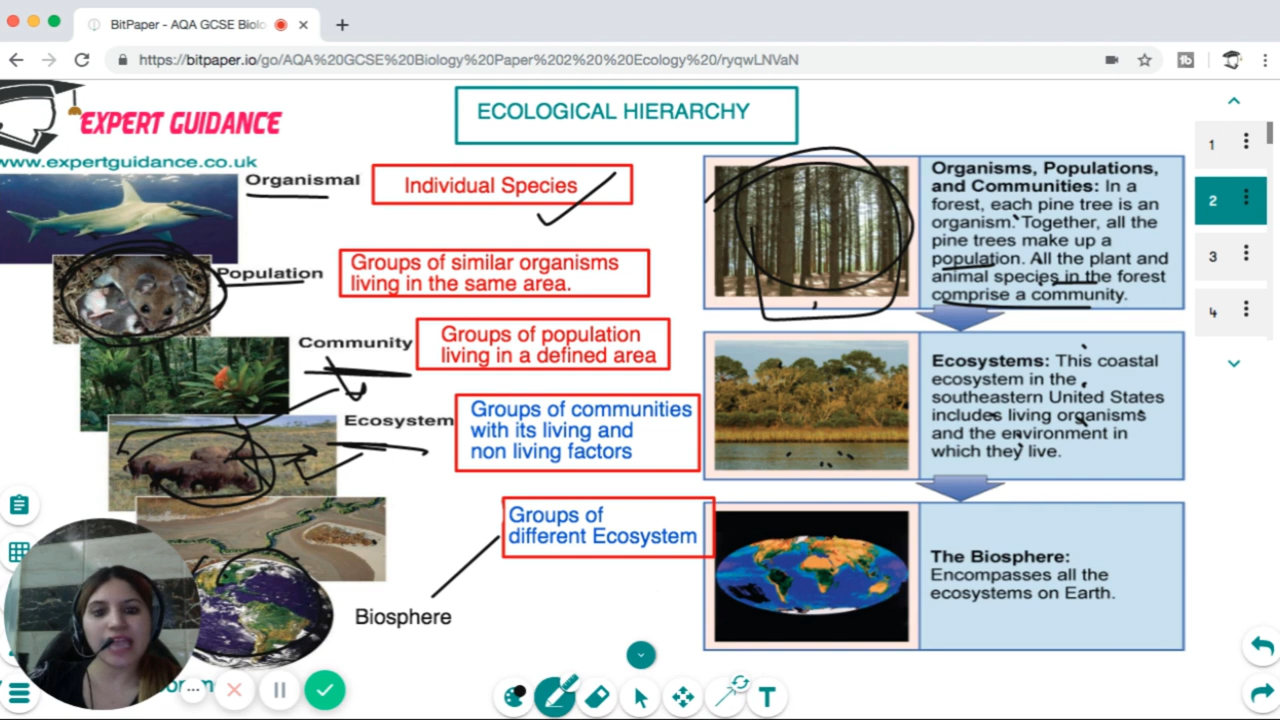 BitPaper - AQA GCSE Biolo
https://bitpaper.io/go/AQA%20GCSE%20Biology%20Paper%202%20%20Ecology%20/ryqwLNVaN
EXPERT GUIDANCE
www.expertguidance.co.uk
ECOLOGICAL HIERARCHY
Organismal
Individual Species
Population
Groups of similar organisms
living in the same area.
Community
Groups of population
living in a defined area
Ecosystem
Groups of communities
with its living and
non living factors
Groups of
different Ecosystem
Biosphere
Organisms, Populations,
and Communities: In a
forest, each pine tree is an
organism. Together, all the
pine trees make up a
population. All the plant and
animal species in the forest
comprise a community.
Ecosystems: This coastal
ecosystem in the
southeastern United States
includes living organisms
and the environment in
which they live.
The Biosphere:
Encompasses all the
ecosystems on Earth.
1
2
3
4
T